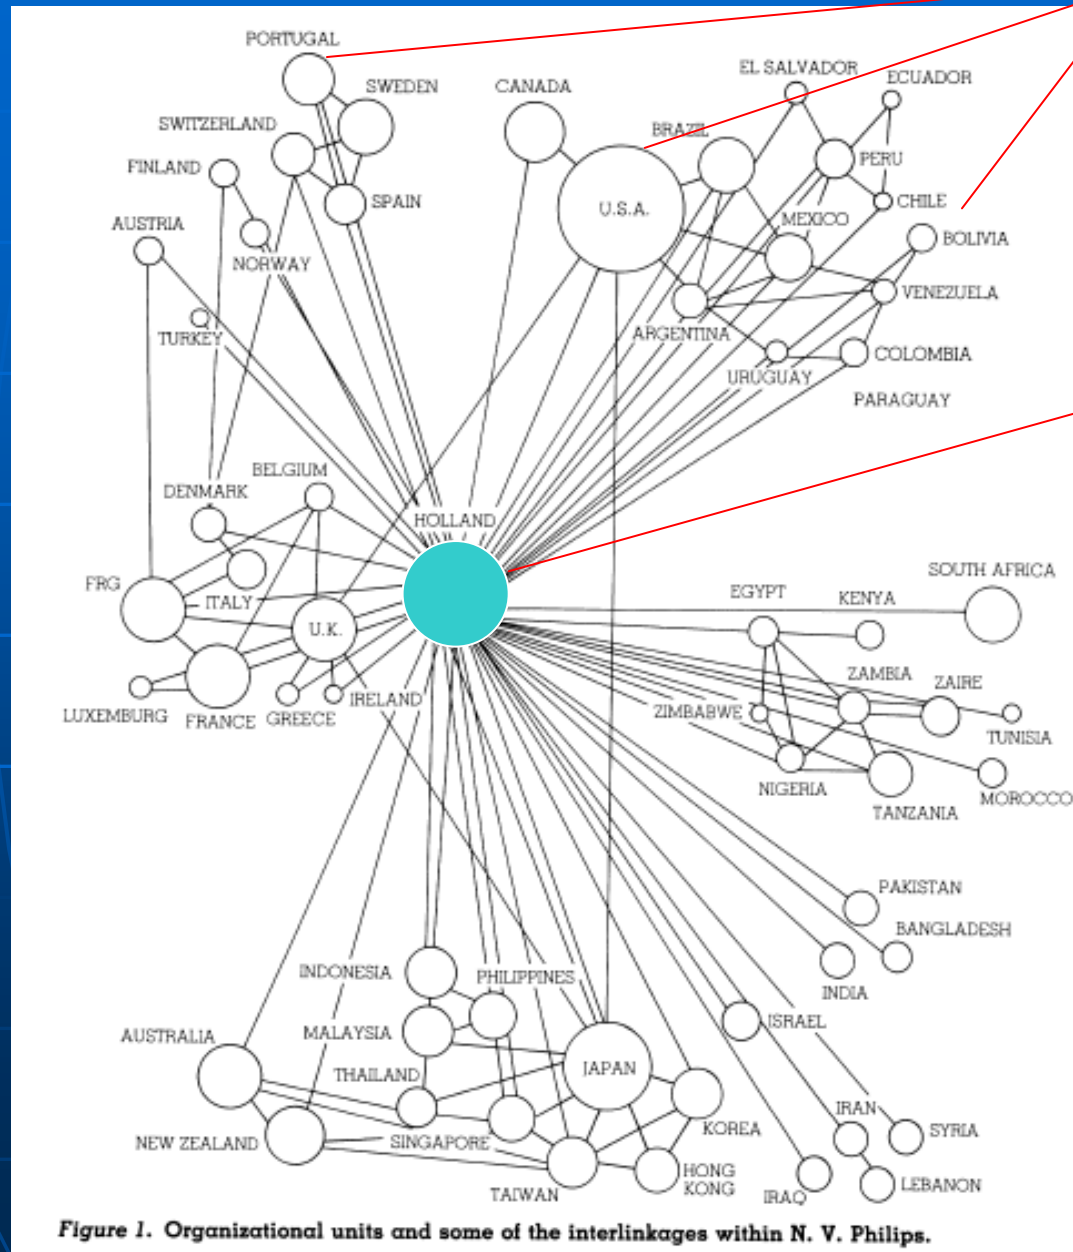 PORTUGAL
SWEDEN
CANADA
EL SALVADOR
ECUADOR
SWITZERLAND
BRAZIL
FINLAND
PERU
SPAIN
U.S.A.
CHILE
AUSTRIA
MEXICO
BOLIVIA
NORWAY
VENEZUELA
TURKEY
ARGENTINA
COLOMBIA
URUGUAY
PARAGUAY
BELGIUM
DENMARK
HOLLAND
FRG
ITALY
U.K.
EGYPT
KENYA
SOUTH AFRICA
ZAMBIA
ZAIRE
LUXEMBURG
FRANCE
GREECE
IRELAND
ZIMBABWE
TUNISIA
NIGERIA
TANZANIA
MOROCCO
PAKISTAN
BANGLADESH
INDIA
INDONESIA
PHILIPPINES
ISRAEL
AUSTRALIA
MALAYSIA
THAILAND
JAPAN
IRAN
KOREA
SYRIA
NEW ZEALAND
SINGAPORE
HONG
KONG
TAIWAN
IRAQ
LEBANON
Figure 1. Organizational units and some of the interlinkages within N. V. Philips.